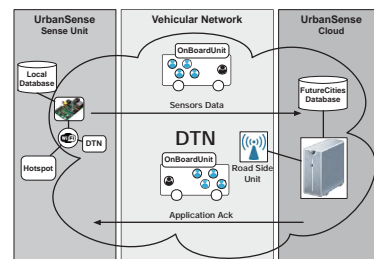 UrbanSense
Sense Unit
Vehicular Network
UrbanSense
Cloud
OnBoardUnit
Local
Database
FutureCities
Database
Sensors Data
DTN
WiFi
DTN
OnBoardUnit
Hotspot
Road Side
Unit
Application Ack